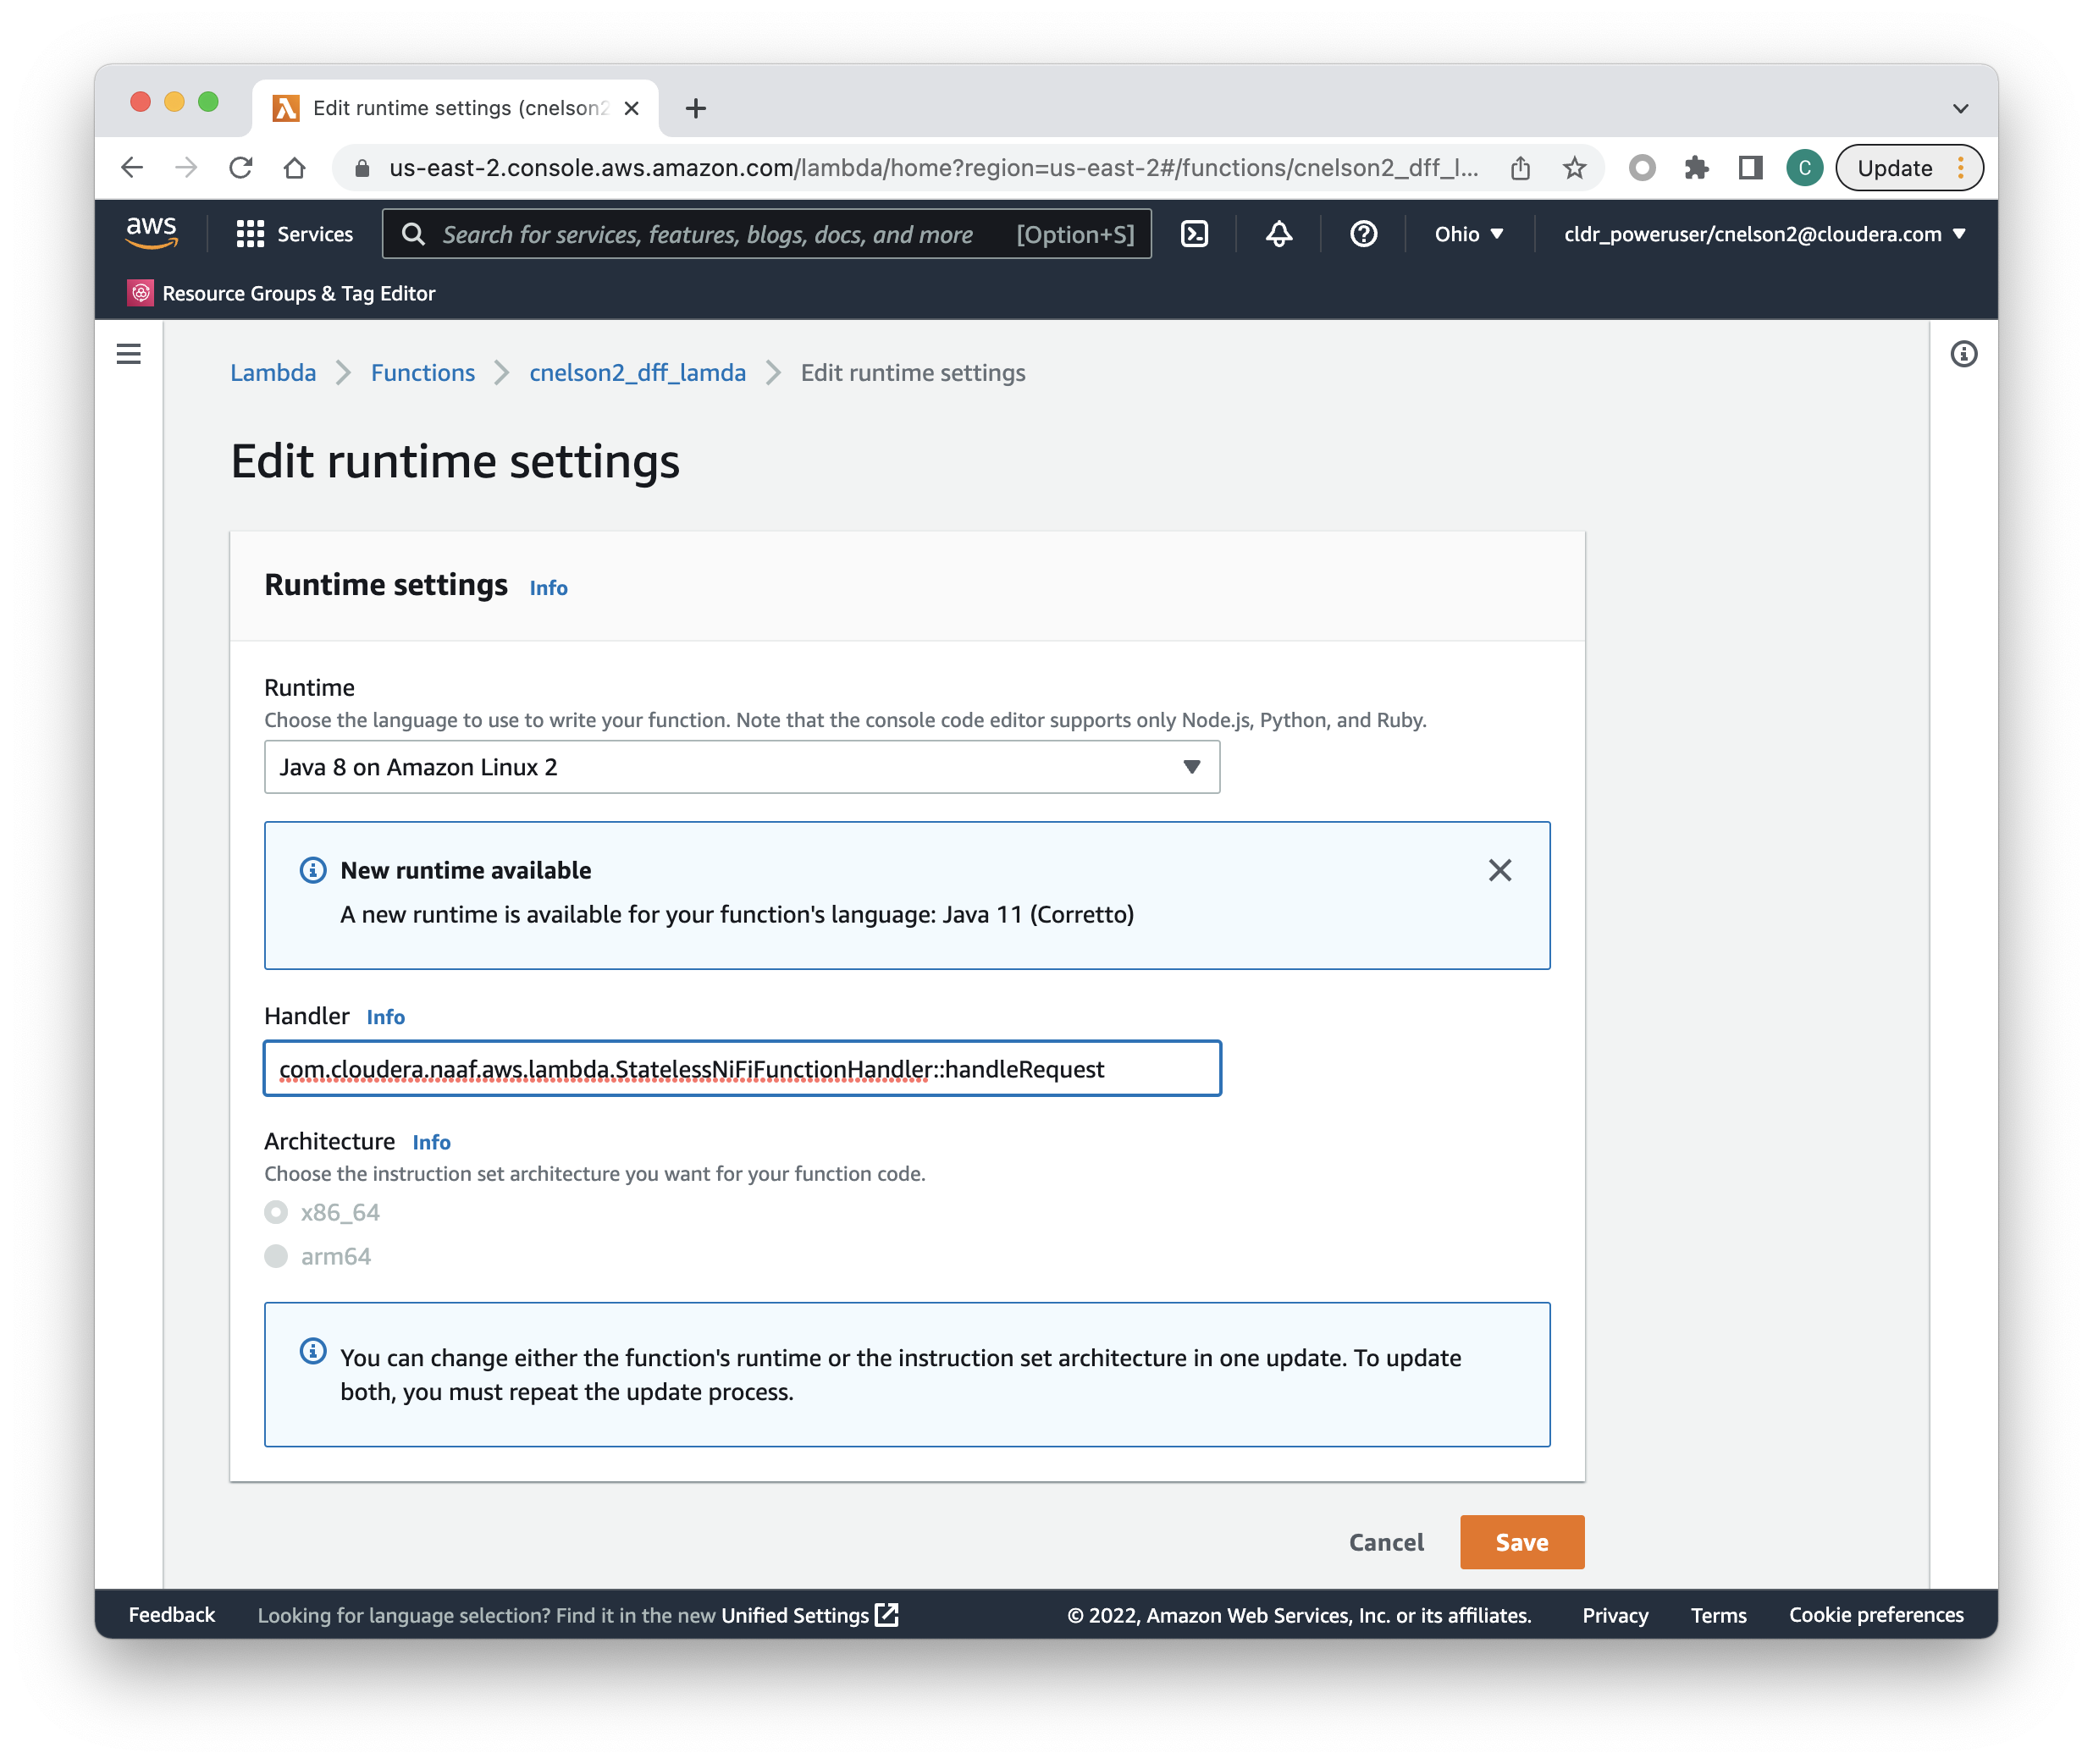 Edit runtime settings (cnelson2
us-east-2.console.aws.amazon.com/lambda/home?region=us-east-2#/functions/cnelson2_dff_l...
C
Update
aws
Services
Search for services, features, blogs, docs, and more [Option+S]
Ohio
cldr_poweruser/cnelson2@cloudera.com
Resource Groups & Tag Editor
Lambda
Functions
cnelson2_dff_lamda
Edit runtime settings
Edit runtime settings
Runtime settings Info
Runtime
Choose the language to use to write your function. Note that the console code editor supports only Node.js, Python, and Ruby.
Java 8 on Amazon Linux 2
New runtime available
A new runtime is available for your function's language: Java 11 (Corretto)
Handler Info
com.cloudera.naaf.aws.lambda.StatelessNiFiFunctionHandler::handleRequest
Architecture Info
Choose the instruction set architecture you want for your function code.
x86_64
arm64
You can change either the function's runtime or the instruction set architecture in one update. To update
both, you must repeat the update process.
Cancel
Save
Feedback
Looking for language selection? Find it in the new Unified Settings
© 2022, Amazon Web Services, Inc. or its affiliates.
Privacy
Terms
Cookie preferences